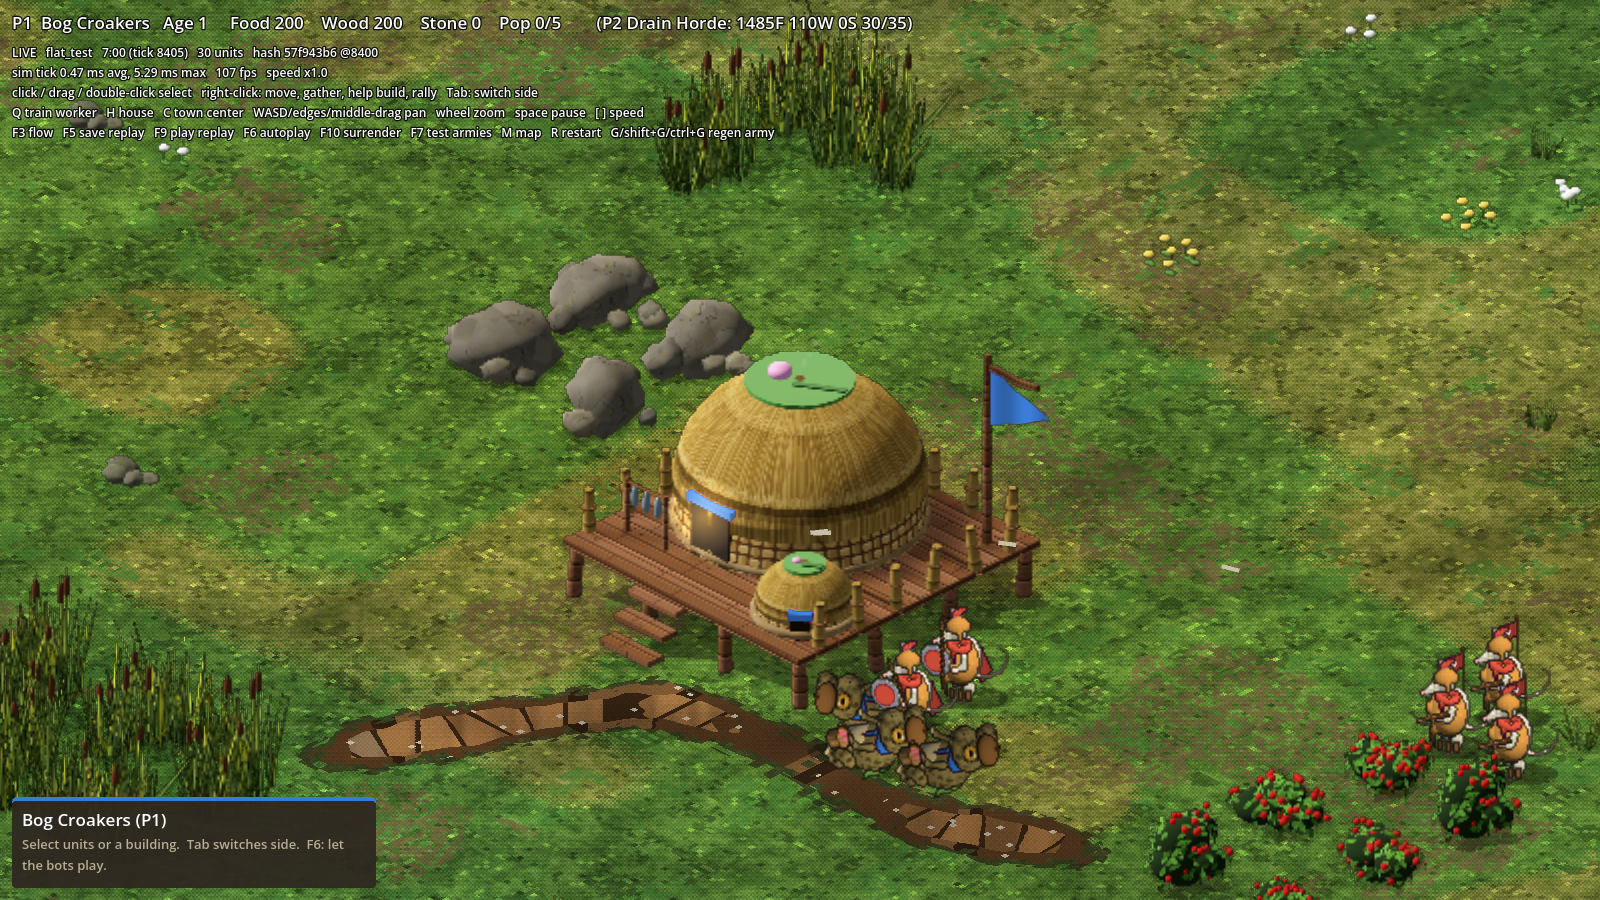 P1 Bog Croakers Age 1 Food 200 Wood 200 Stone 0 Pop 0/5 (P2 Drain Horde: 1485F 110W 0S 30/35)
LIVE flat_test 7:00 (tick 8405) 30 units hash 57f943b6 @8400
sim tick 0.47 ms avg, 5.29 ms max 107 fps speed x1.0
click / drag / double-click select right-click: move, gather, help build, rally Tab: switch side
Q train worker H house C town center WASD/edges/middle-drag pan wheel zoom space pause [ ] speed
F3 flow F5 save replay F9 play replay F6 autoplay F10 surrender F7 test armies M map R restart G/shift+G/ctrl+G regen army
Bog Croakers (P1)
Select units or a building. Tab switches side. F6: let
the bots play.